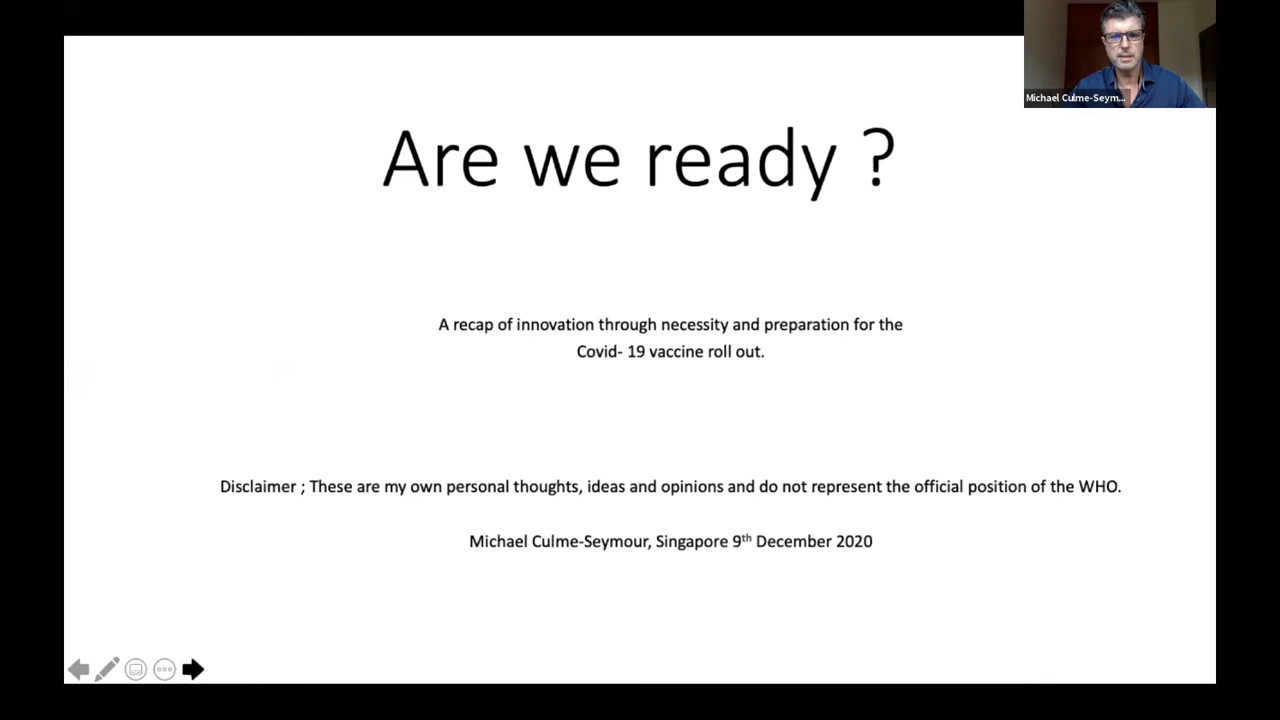 Michael Culme-Seym...
Are we ready ?
A recap of innovation through necessity and preparation for the
Covid- 19 vaccine roll out.
Disclaimer ; These are my own personal thoughts, ideas and opinions and do not represent the official position of the WHO.
Michael Culme-Seymour, Singapore 9th December 2020